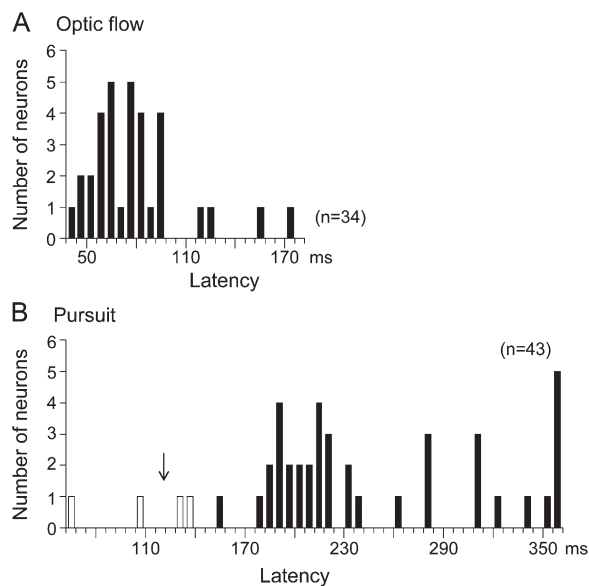 A Optic flow
Number of neurons
6
5
4
3
2
1
0
50 110 170 ms
(n=34)
Latency
B Pursuit
Number of neurons
(n=43)
6
5
4
3
2
1
0
110 170 230 290 350 ms
Latency